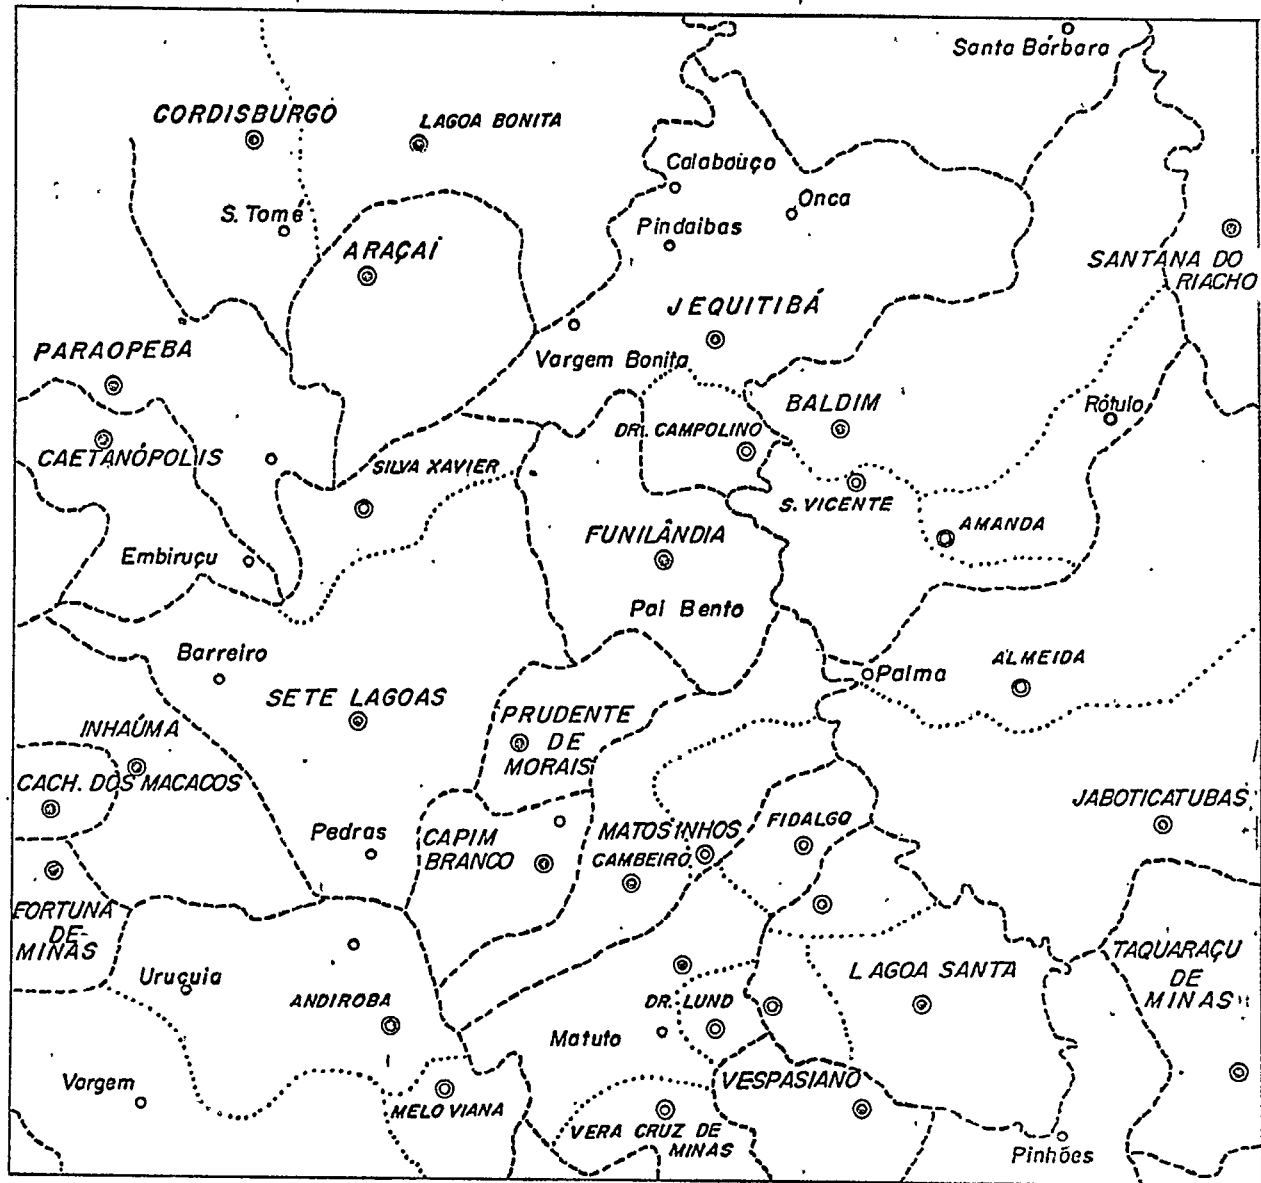 Santa Bárbara
CORDISBURGO
LAGOA BONITA
Calabouço
Onca
S. Tome
Pindaibas
ARAÇAÍ
SANTANA DO
RIACHO
JEQUITIBÁ
PARAOPEBA
Vargem Bonita
BALDIM
Rótulo
DR. CAMPOLINO
CAETANÓPOLIS
SILVA XAVIER
S. VICENTE
AMANDA
FUNILÂNDIA
Embiruçu
Pai Bento
Barreiro
ALMEIDA
Palma
SETE LAGOAS
INHAÚMA
PRUDENTE
DE
MORAIS
CACH. DOS MACACOS
JABOTICATUBAS
Pedras
CAPIM
BRANCO
MATOSINHOS
FIDALGO
CAMBEIRO
FORTUNA
DE-
MINAS
TAQUARAÇU
DE
MINAS
Uruçuia
LAGOA SANTA
ANDIROBA
DR. LUND
Matuto
Vargem
VESPASIANO
MELO VIANA
VERA CRUZ DE
MINAS
Pinhões